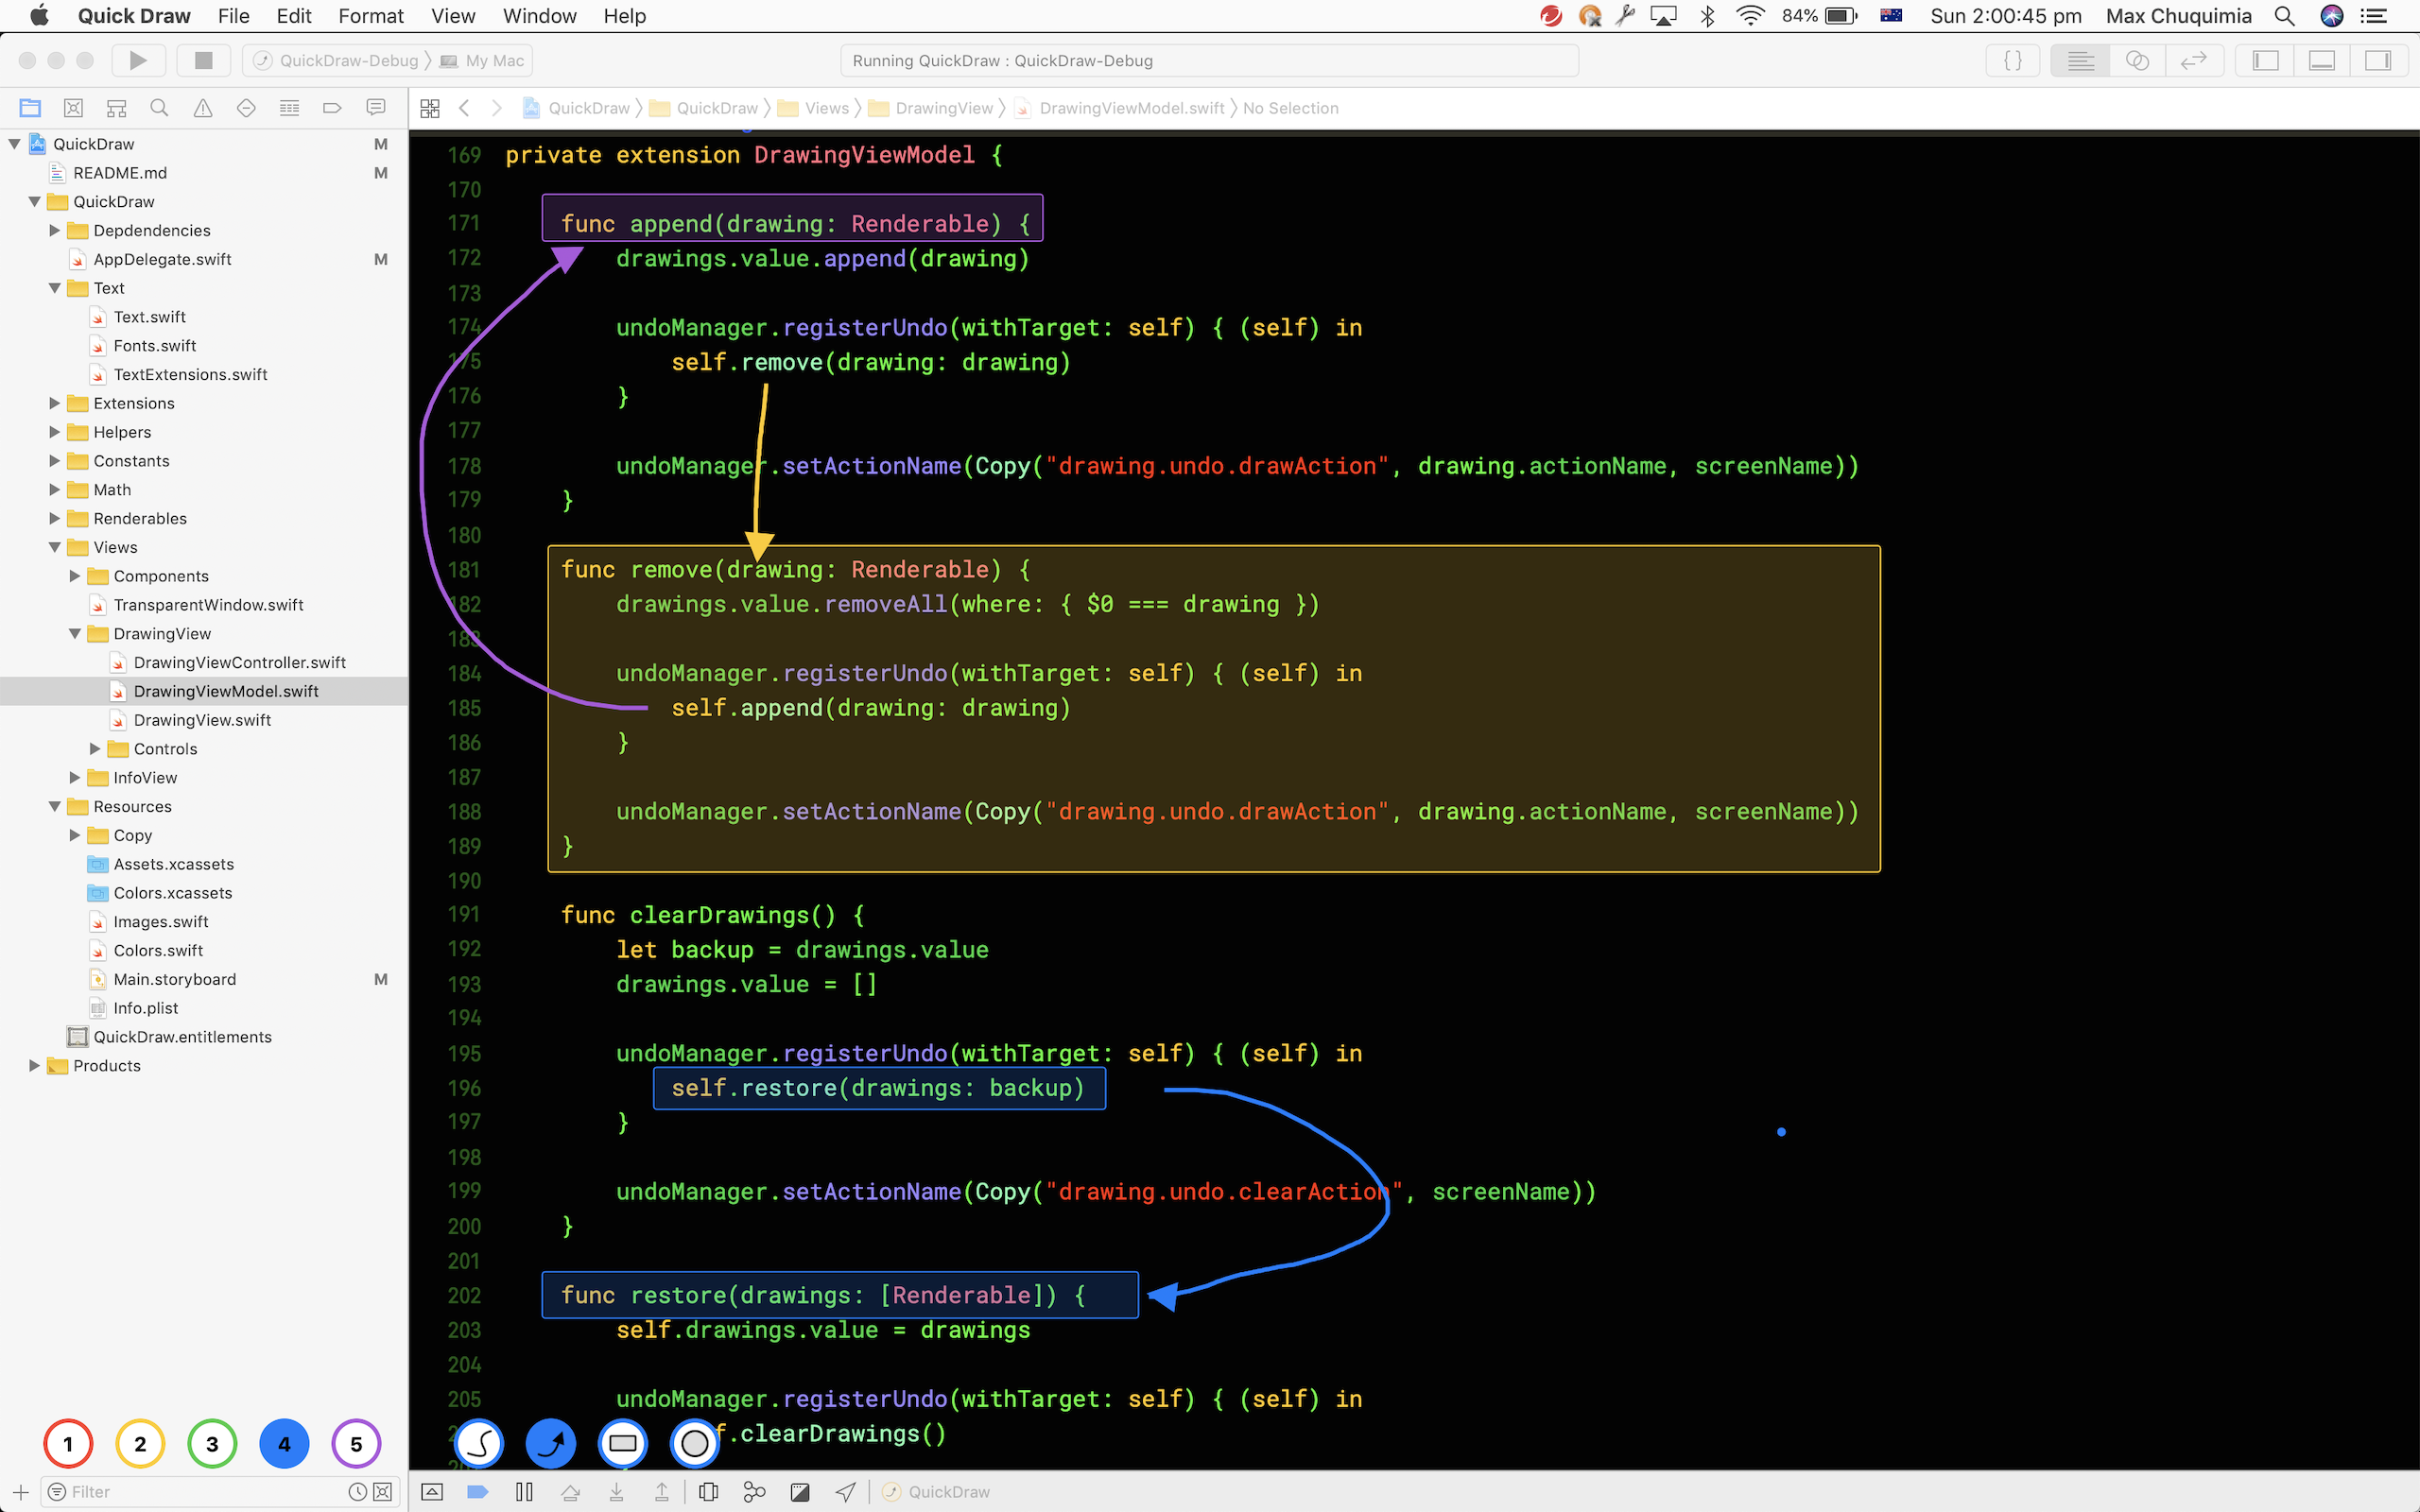 Quick Draw File Edit Format View Window Help 84% Sun 2:00:45 pm Max Chuquimia
QuickDraw-Debug My Mac Running QuickDraw : QuickDraw-Debug { }
QuickDraw QuickDraw Views DrawingView DrawingViewModel.swift No Selection
QuickDraw M
README.md M
QuickDraw
Depdendencies
AppDelegate.swift M
Text
Text.swift
Fonts.swift
TextExtensions.swift
Extensions
Helpers
Constants
Math
Renderables
Views
Components
TransparentWindow.swift
DrawingView
DrawingViewController.swift
DrawingViewModel.swift
DrawingView.swift
Controls
InfoView
Resources
Copy
Assets.xcassets
Colors.xcassets
Images.swift
Colors.swift
Main.storyboard M
Info.plist
QuickDraw.entitlements
Products
169 private extension DrawingViewModel {
170
171 func append(drawing: Renderable) {
172 drawings.value.append(drawing)
173
174 undoManager.registerUndo(withTarget: self) { (self) in
175 self.remove(drawing: drawing)
176 }
177
178 undoManager.setActionName(Copy("drawing.undo.drawAction", drawing.actionName, screenName))
179 }
180
181 func remove(drawing: Renderable) {
182 drawings.value.removeAll(where: { $0 === drawing })
183
184 undoManager.registerUndo(withTarget: self) { (self) in
185 self.append(drawing: drawing)
186 }
187
188 undoManager.setActionName(Copy("drawing.undo.drawAction", drawing.actionName, screenName))
189 }
190
191 func clearDrawings() {
192 let backup = drawings.value
193 drawings.value = []
194
195 undoManager.registerUndo(withTarget: self) { (self) in
196 self.restore(drawings: backup)
197 }
198
199 undoManager.setActionName(Copy("drawing.undo.clearAction", screenName))
200 }
201
202 func restore(drawings: [Renderable]) {
203 self.drawings.value = drawings
204
205 undoManager.registerUndo(withTarget: self) { (self) in
f.clearDrawings()
1 2 3 4 5
Filter QuickDraw